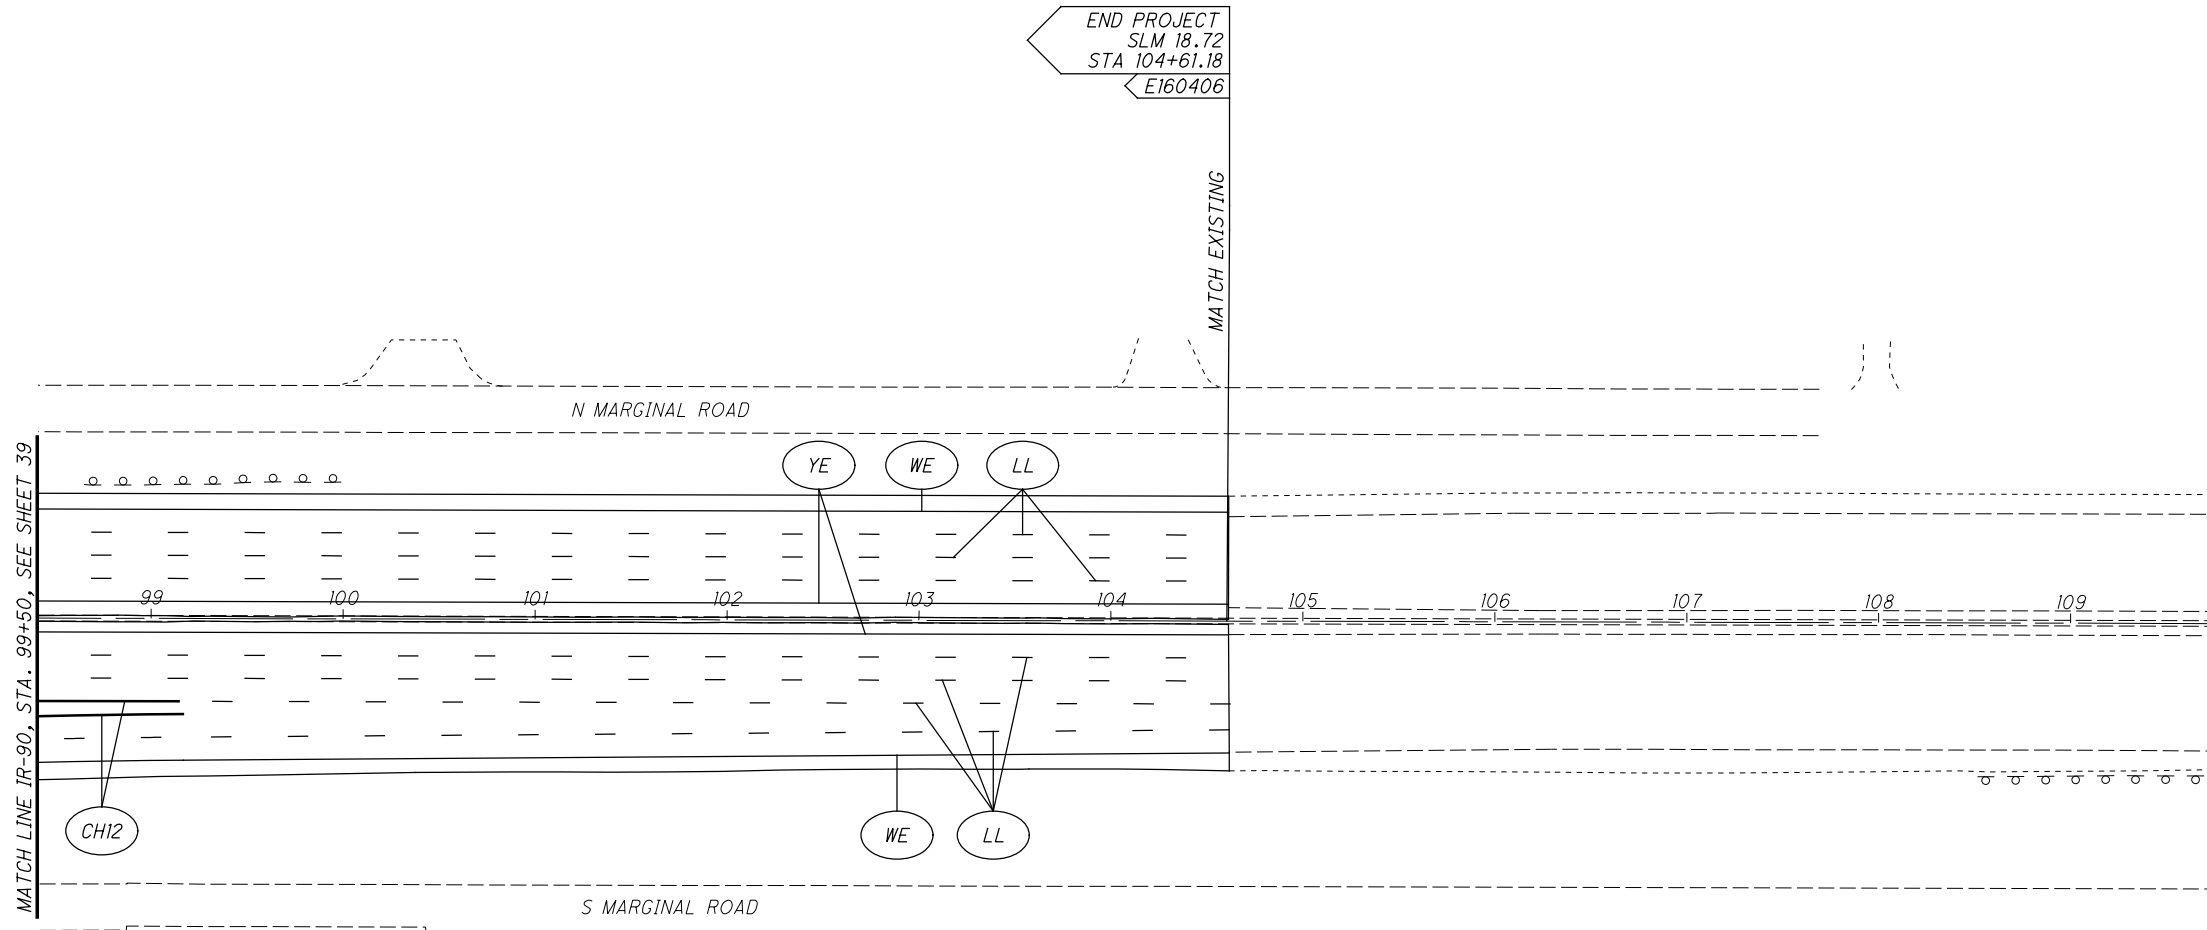 END PROJECT
SLM 18.72
STA 104+61.18
E160406
MATCH EXISTING
N MARGINAL ROAD
MATCH LINE IR-90, STA. 99+50, SEE SHEET 39
YE
WE
LL
99
100
101
102
103
104
105
106
107
108
109
CH12
WE
LL
S MARGINAL ROAD